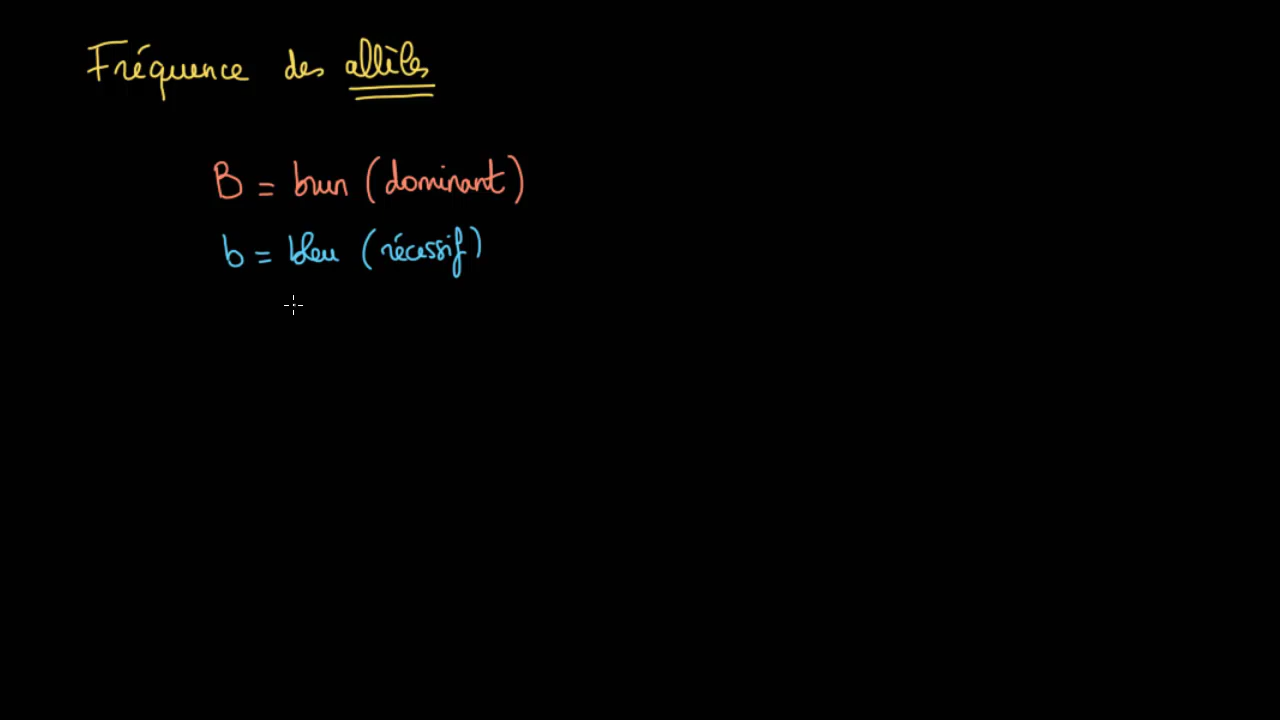 Fréquence des allèles
B = brun (dominant)
b = bleu (récessif)